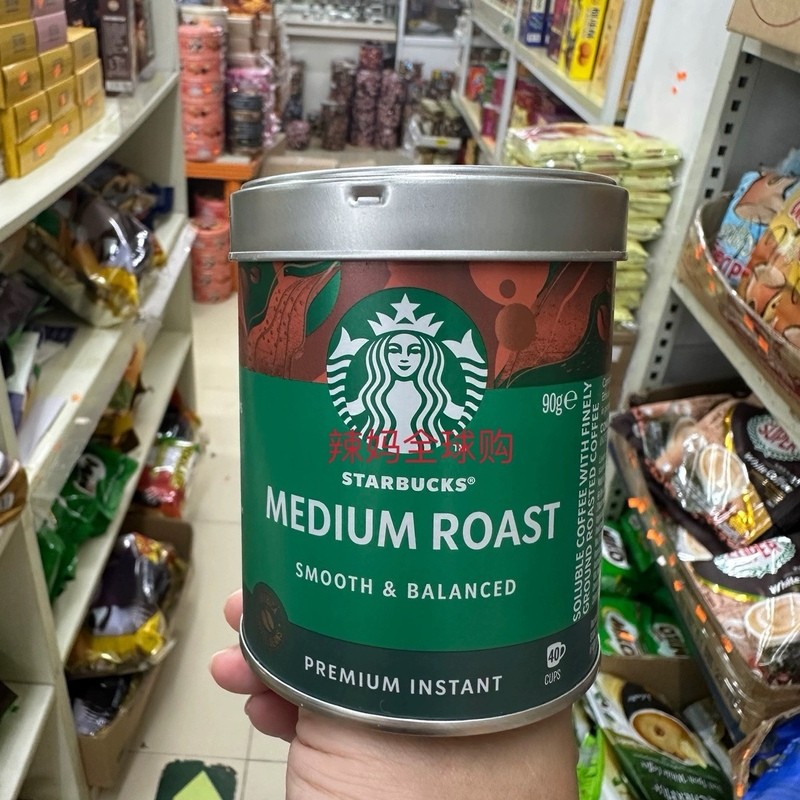 90g℮
辣妈全球购
STARBUCKS®
MEDIUM ROAST
SMOOTH & BALANCED
PREMIUM INSTANT
40
CUPS
SOLUBLE COFFEE WITH FINELY
GROUND ROASTED COFFEE
SUPER